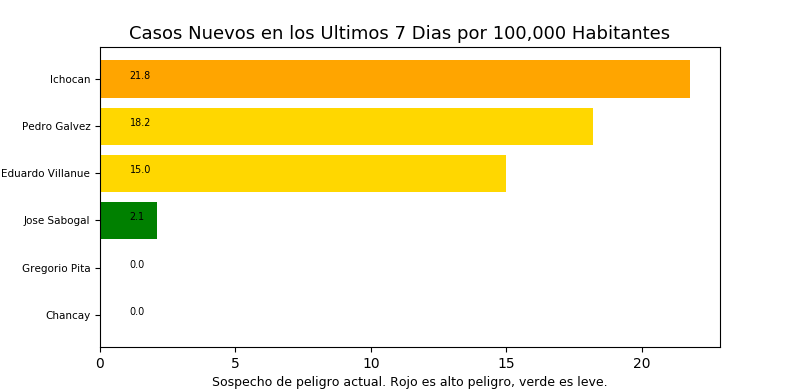 Casos Nuevos en los Ultimos 7 Dias por 100,000 Habitantes
Ichocan 21.8
Pedro Galvez 18.2
Eduardo Villanue 15.0
Jose Sabogal 2.1
Gregorio Pita 0.0
Chancay 0.0
0 5 10 15 20
Sospecho de peligro actual. Rojo es alto peligro, verde es leve.